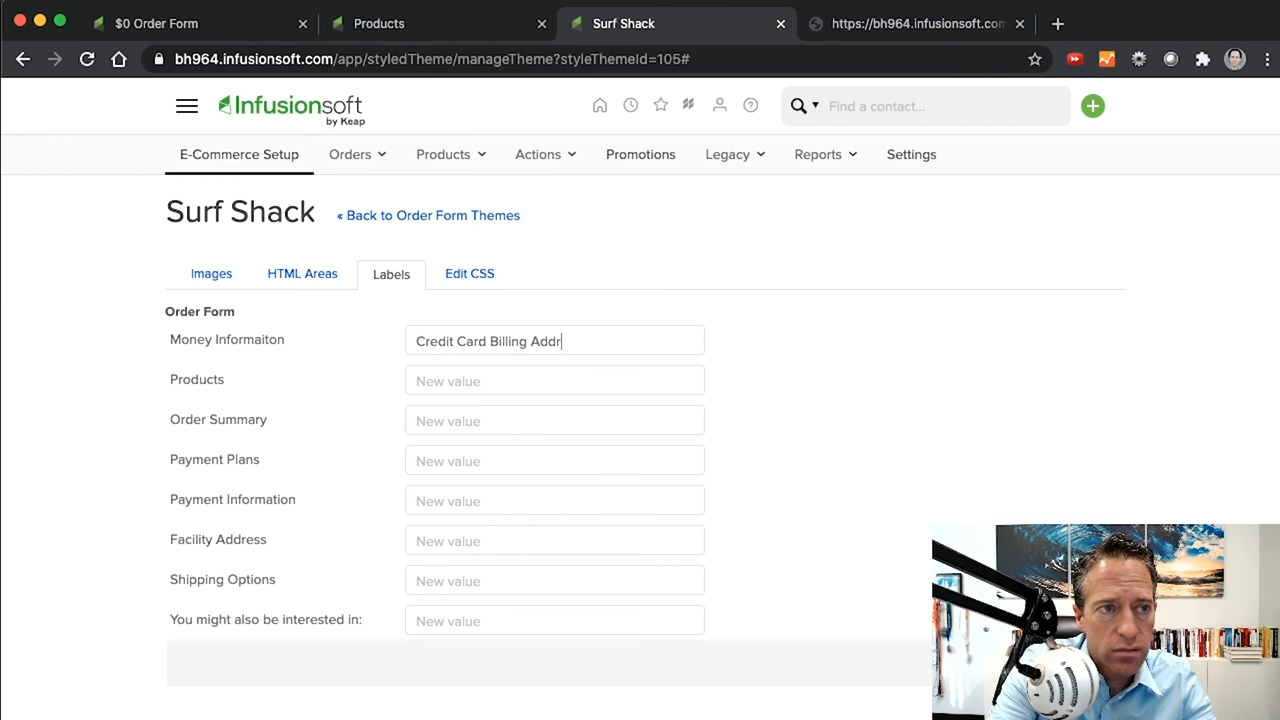 $0 Order Form
Products
Surf Shack
https://bh964.infusionsoft.com
bh964.infusionsoft.com/app/styledTheme/manageTheme?styleThemeId=105#
Infusionsoft
by Keap
Find a contact...
E-Commerce Setup
Orders
Products
Actions
Promotions
Legacy
Reports
Settings
Surf Shack
« Back to Order Form Themes
Images
HTML Areas
Labels
Edit CSS
Order Form
Money Informaiton
Credit Card Billing Addr
Products
New value
Order Summary
New value
Payment Plans
New value
Payment Information
New value
Facility Address
New value
Shipping Options
New value
You might also be interested in:
New value